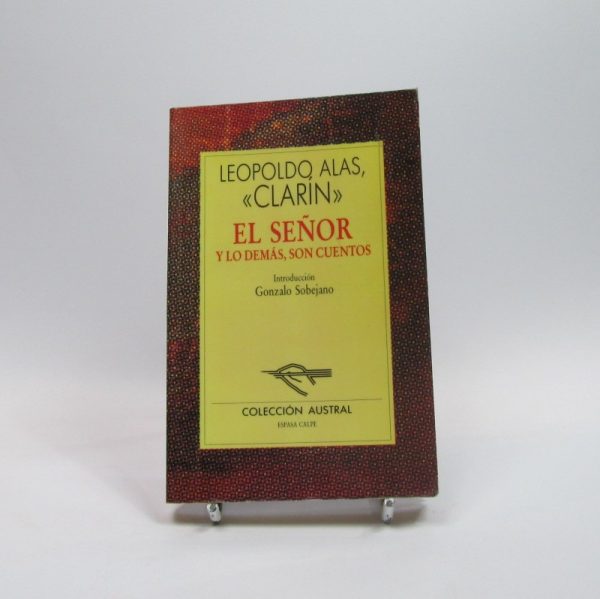 LEOPOLDO ALAS,
«CLARÍN»
EL SEÑOR
Y LO DEMÁS, SON CUENTOS
Introducción
Gonzalo Sobejano
COLECCIÓN AUSTRAL
ESPASA CALPE